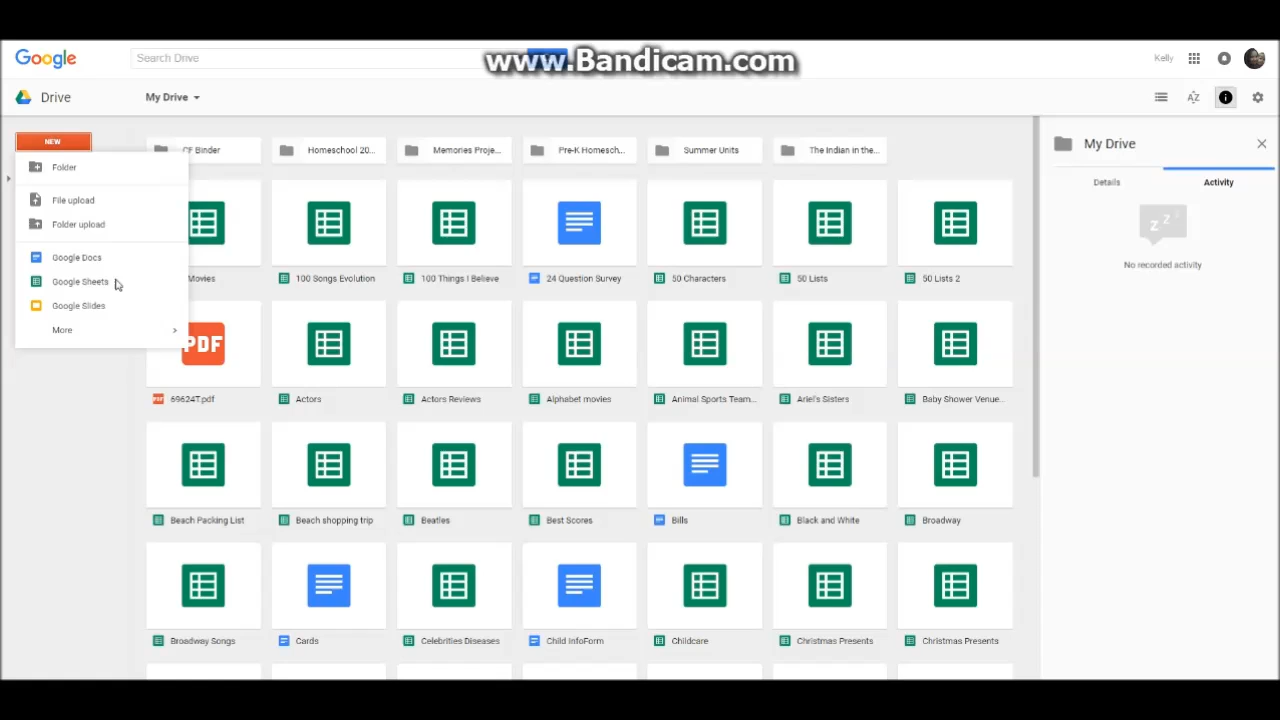 www.Bandicam.com
Google
Search Drive
Kelly
Drive
My Drive
NEW
Folder
File upload
Folder upload
Google Docs
Google Sheets
Google Slides
More
CF Binder
Homeschool 20...
Memories Proje...
Pre-K Homesch...
Summer Units
The Indian in the...
Movies
100 Songs Evolution
100 Things I Believe
24 Question Survey
50 Characters
50 Lists
50 Lists 2
PDF
69624T.pdf
Actors
Actors Reviews
Alphabet movies
Animal Sports Team...
Ariel's Sisters
Baby Shower Venue...
Beach Packing List
Beach shopping trip
Beatles
Best Scores
Bills
Black and White
Broadway
Broadway Songs
Cards
Celebrities Diseases
Child InfoForm
Childcare
Christmas Presents
Christmas Presents
My Drive
Details
Activity
z z z
No recorded activity